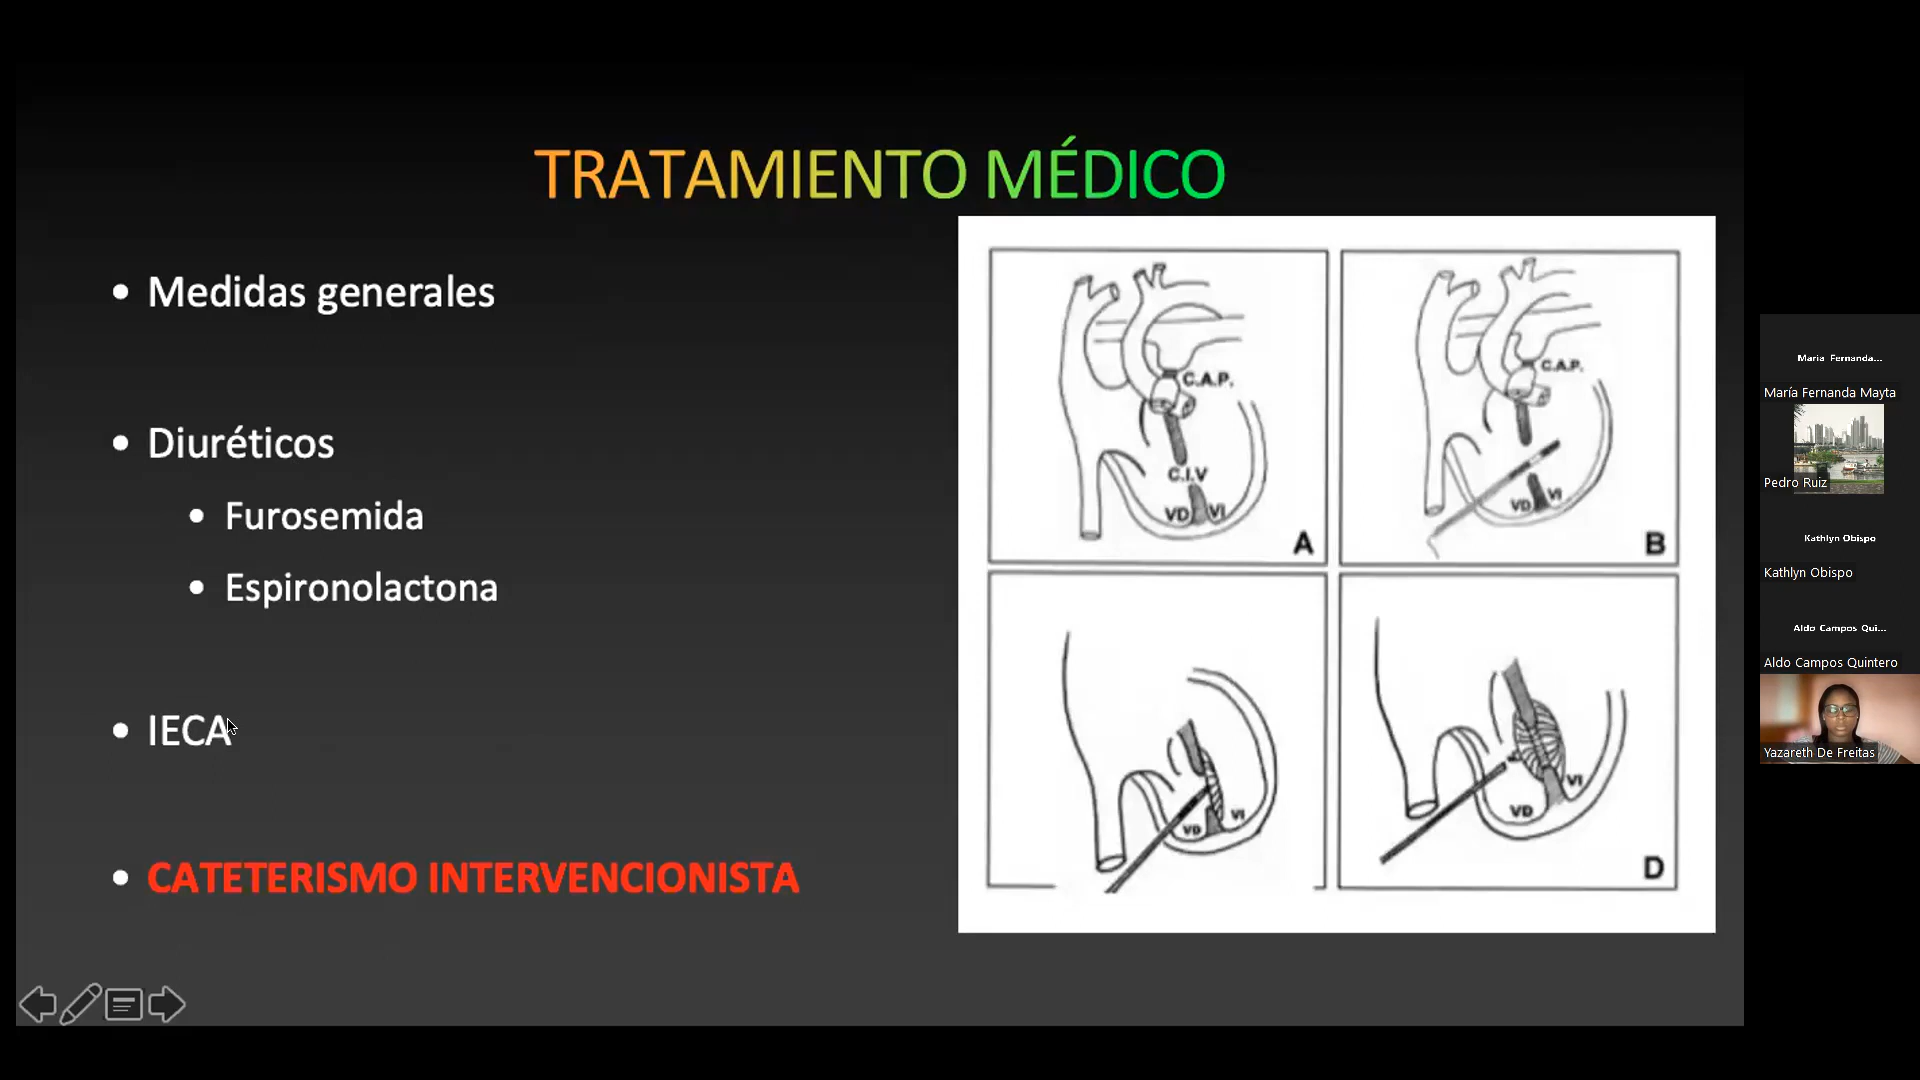 TRATAMIENTO MÉDICO
• Medidas generales
• Diuréticos
• Furosemida
• Espironolactona
• IECA
• CATETERISMO INTERVENCIONISTA
C.A.P.
C.I.V
VD VI
A
C.A.P.
VD VI
B
VD VI
VI
VD
D
Maria Fernanda...
María Fernanda Mayta
Pedro Ruiz
Kathlyn Obispo
Kathlyn Obispo
Aldo Campos Qui...
Aldo Campos Quintero
Yazareth De Freitas